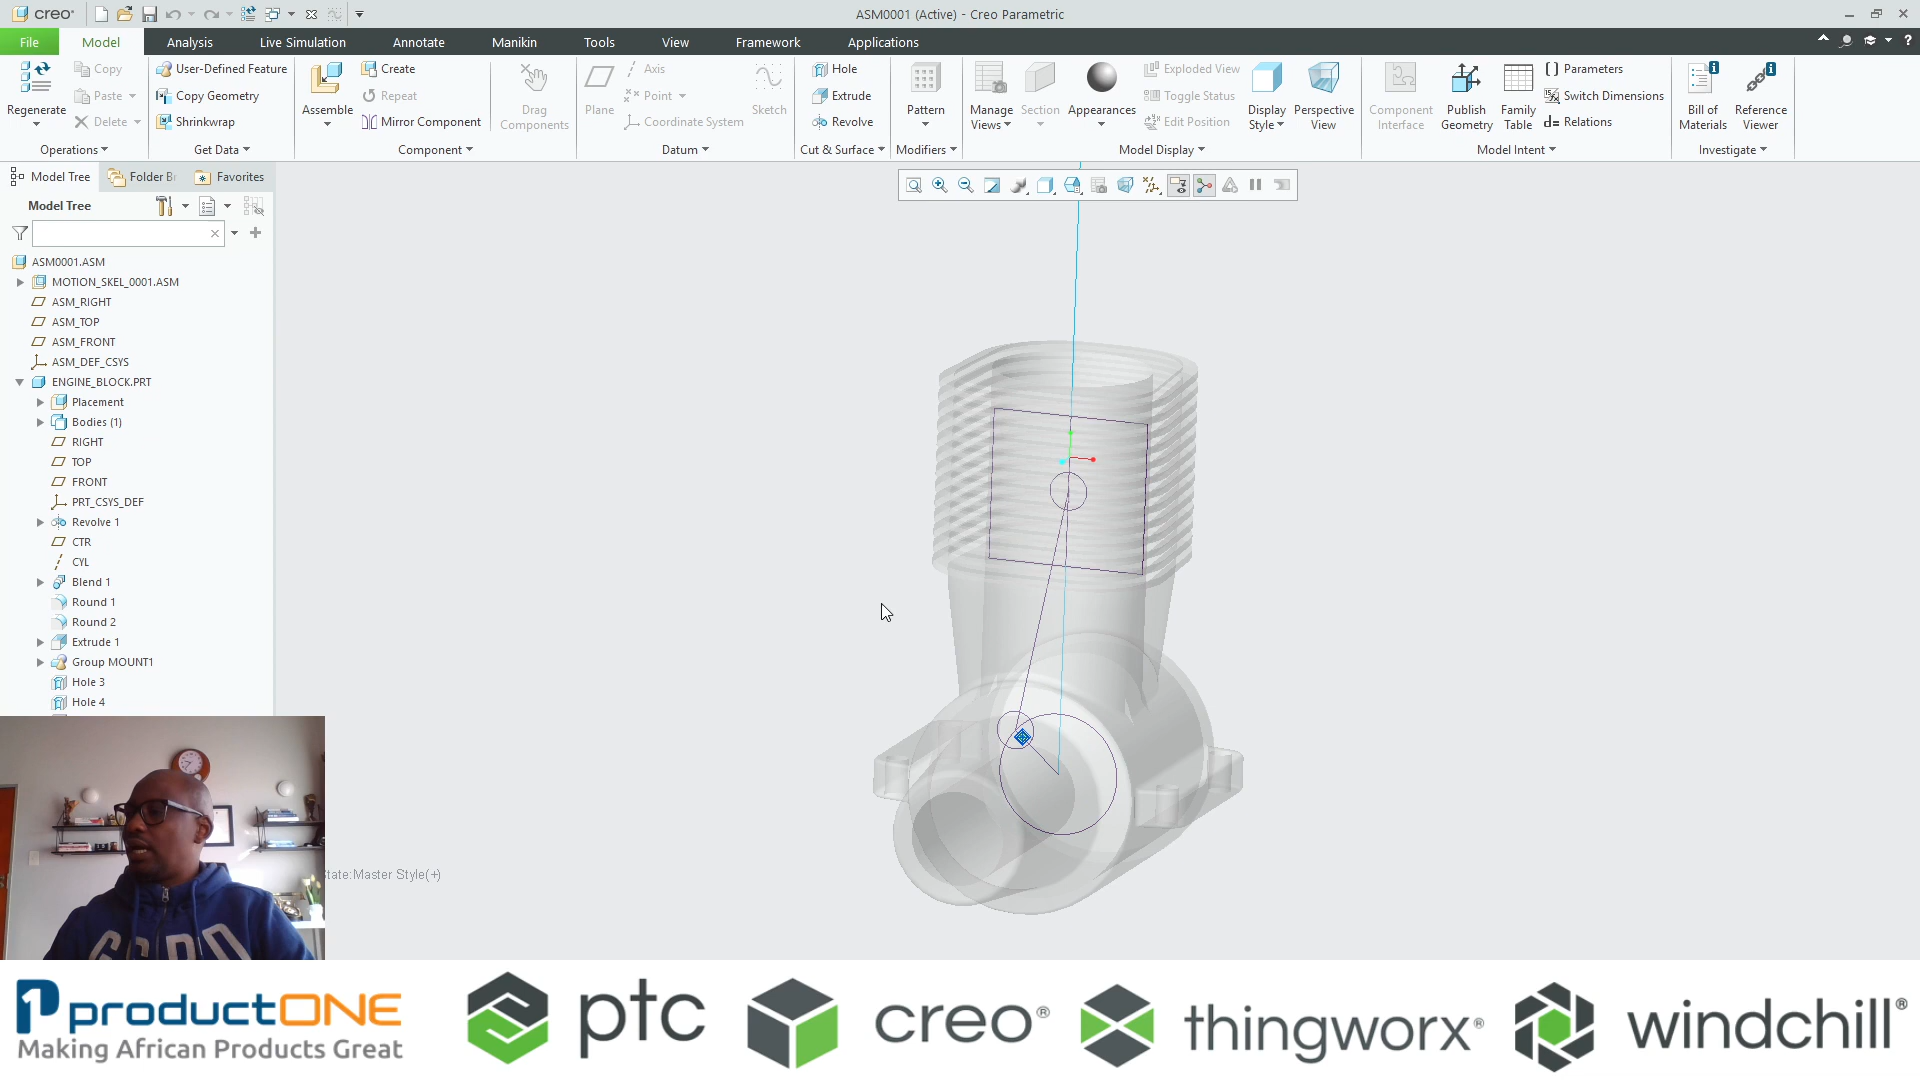 creo®
ASM0001 (Active) - Creo Parametric
File Model Analysis Live Simulation Annotate Manikin Tools View Framework Applications
Regenerate
Copy
Paste
Delete
Operations
User-Defined Feature
Copy Geometry
Shrinkwrap
Get Data
Assemble
Create
Repeat
Mirror Component
Component
Drag
Components
Plane
Axis
Point
Coordinate System
Sketch
Datum
Hole
Extrude
Revolve
Cut & Surface
Pattern
Modifiers
Manage
Views
Section
Appearances
Exploded View
Toggle Status
Edit Position
Display
Style
Perspective
View
Model Display
Component
Interface
Publish
Geometry
Family
Table
Parameters
Switch Dimensions
d= Relations
Model Intent
Bill of
Materials
Reference
Viewer
Investigate
Model Tree Folder Br Favorites
Model Tree
ASM0001.ASM
MOTION_SKEL_0001.ASM
ASM_RIGHT
ASM_TOP
ASM_FRONT
ASM_DEF_CSYS
ENGINE_BLOCK.PRT
Placement
Bodies (1)
RIGHT
TOP
FRONT
PRT_CSYS_DEF
Revolve 1
CTR
CYL
Blend 1
Round 1
Round 2
Extrude 1
Group MOUNT1
Hole 3
Hole 4
State:Master Style(+)
productONE
Making African Products Great
ptc
creo®
thingworx®
windchill®